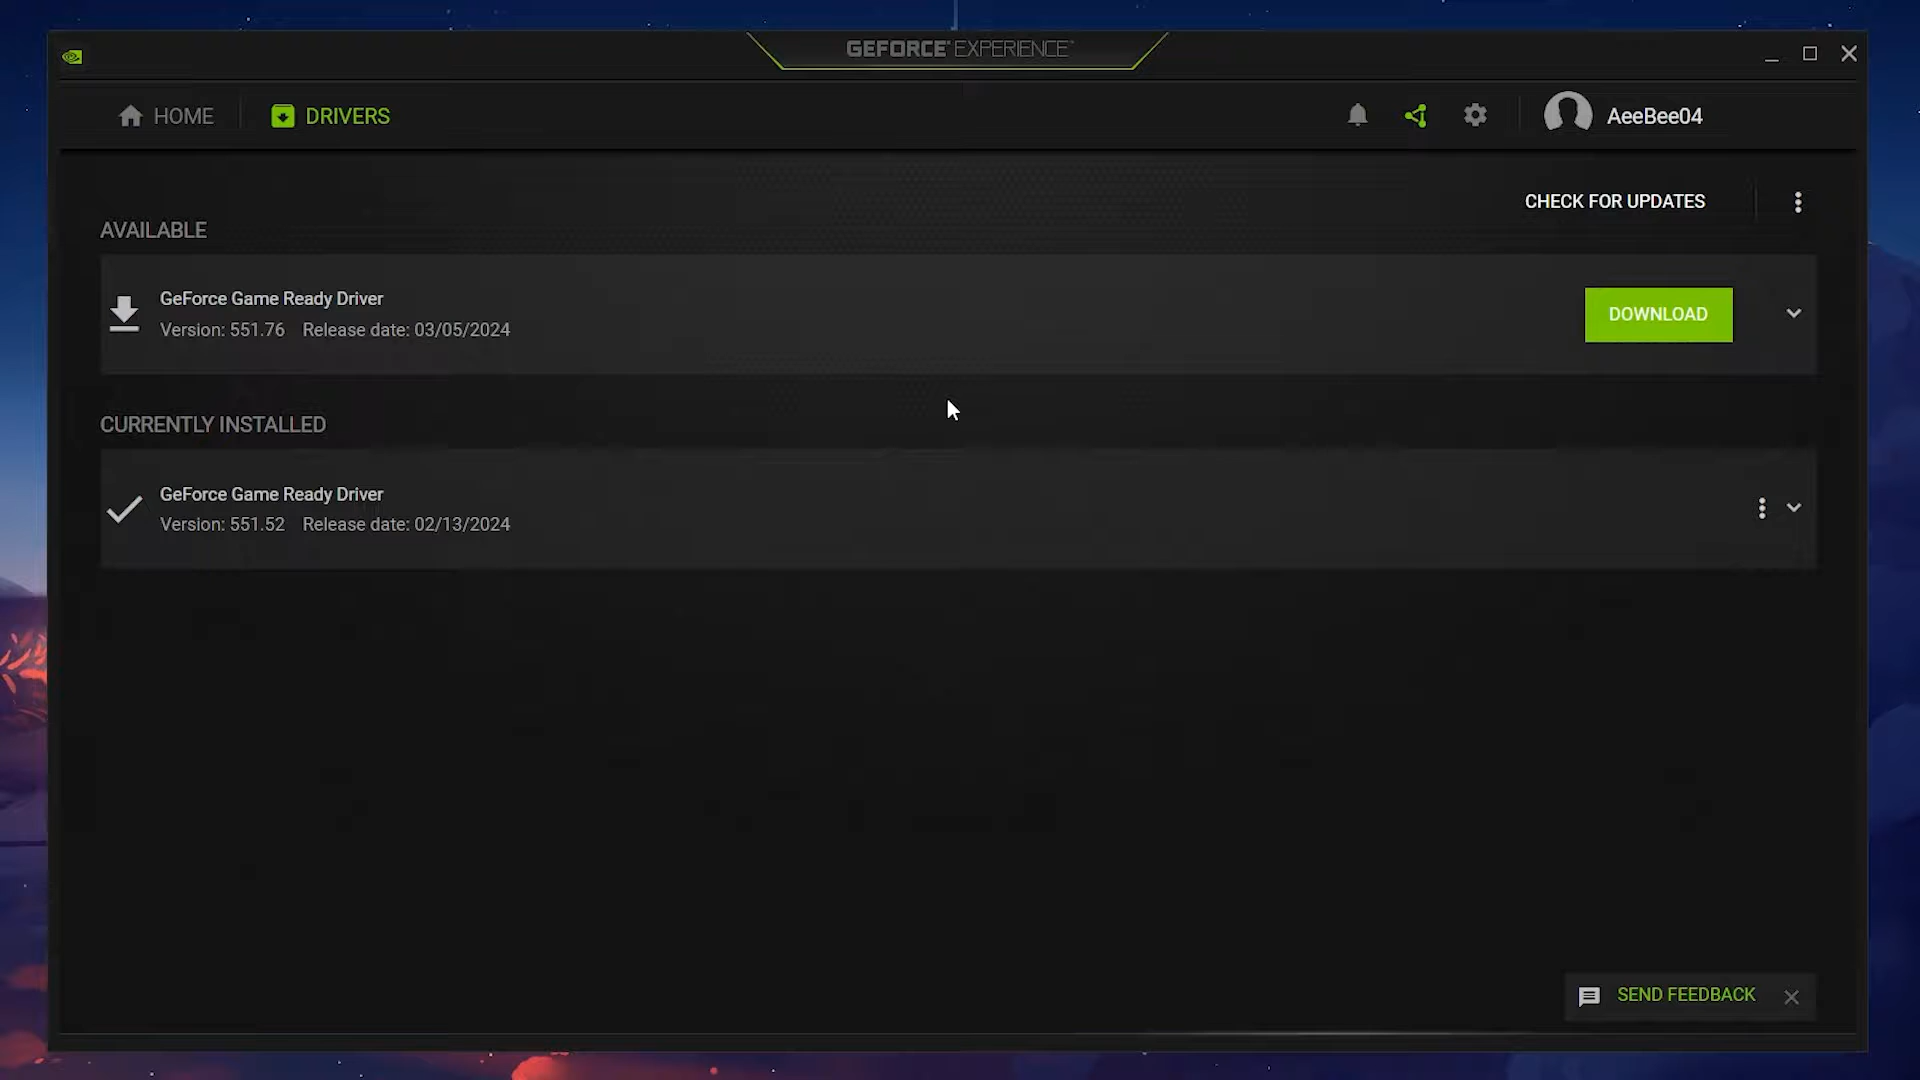 GEFORCE EXPERIENCE
HOME
DRIVERS
AeeBee04
CHECK FOR UPDATES
AVAILABLE
GeForce Game Ready Driver
Version: 551.76 Release date: 03/05/2024
DOWNLOAD
CURRENTLY INSTALLED
GeForce Game Ready Driver
Version: 551.52 Release date: 02/13/2024
SEND FEEDBACK